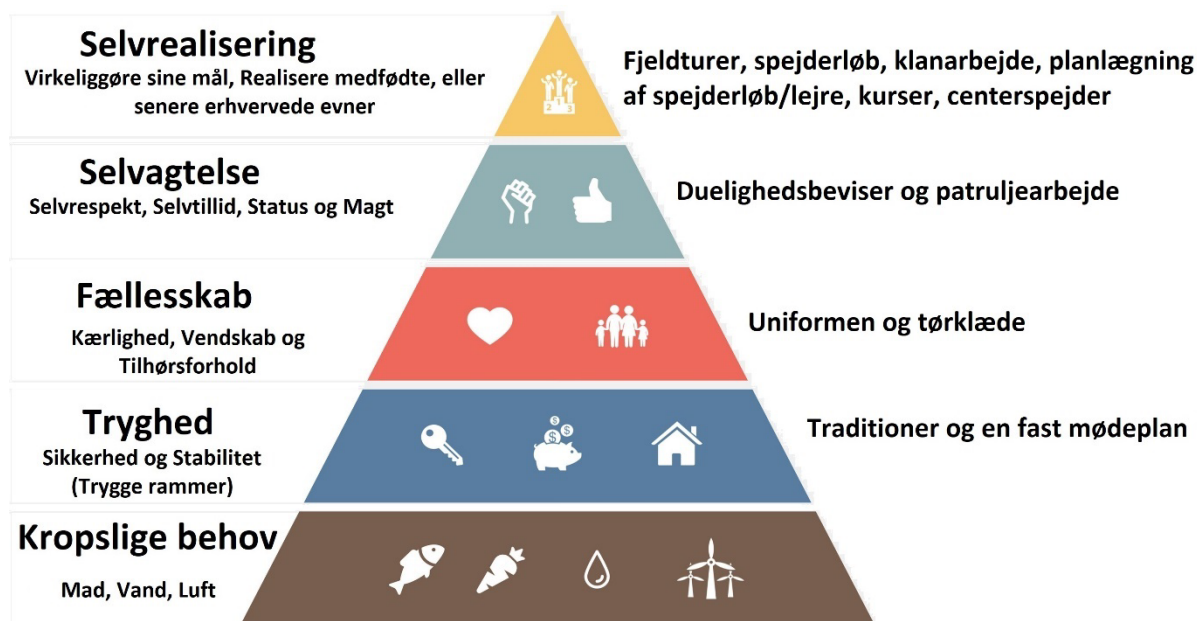 Selvrealisering
Virkeliggøre sine mål, Realisere medfødte, eller
senere erhvervede evner
Fjeldturer, spejderløb, klanarbejde, planlægning
af spejderløb/lejre, kurser, centerspejder
2 3
Selvagtelse
Selvrespekt, Selvtillid, Status og Magt
Duelighedsbeviser og patruljearbejde
Fællesskab
Kærlighed, Vendskab og
Tilhørsforhold
Uniformen og tørklæde
Tryghed
Sikkerhed og Stabilitet
(Trygge rammer)
$ $ $
Traditioner og en fast mødeplan
Kropslige behov
Mad, Vand, Luft